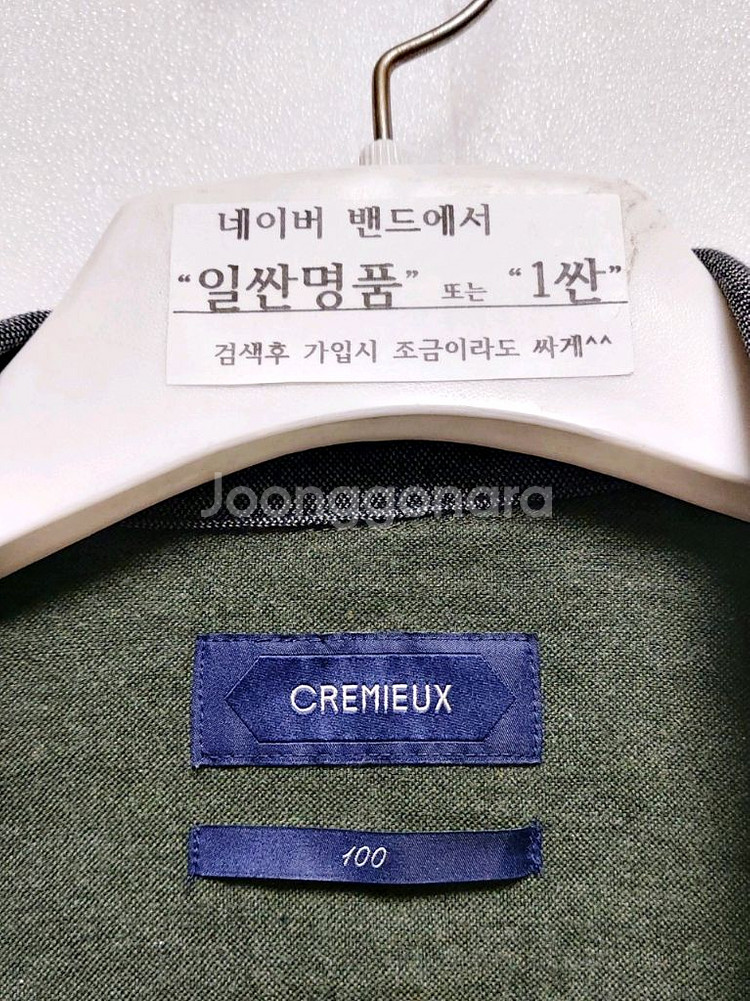 네이버 밴드에서
“일싼명품” 또는 “1싼”
검색후 가입시 조금이라도 싸게^^
Joonggonara
CREMIEUX
100